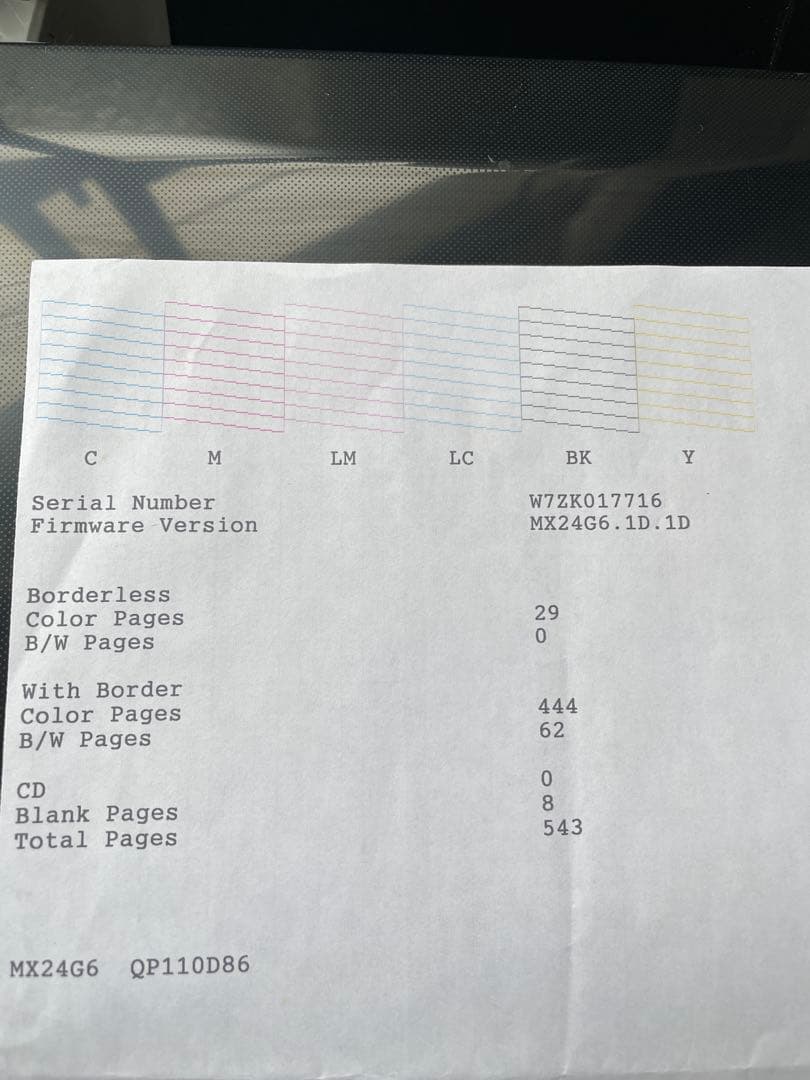 C M LM LC BK Y
Serial Number W7ZK017716
Firmware Version MX24G6.1D.1D
Borderless
Color Pages 29
B/W Pages 0
With Border
Color Pages 444
B/W Pages 62
CD 0
Blank Pages 8
Total Pages 543
MX24G6 QP110D86